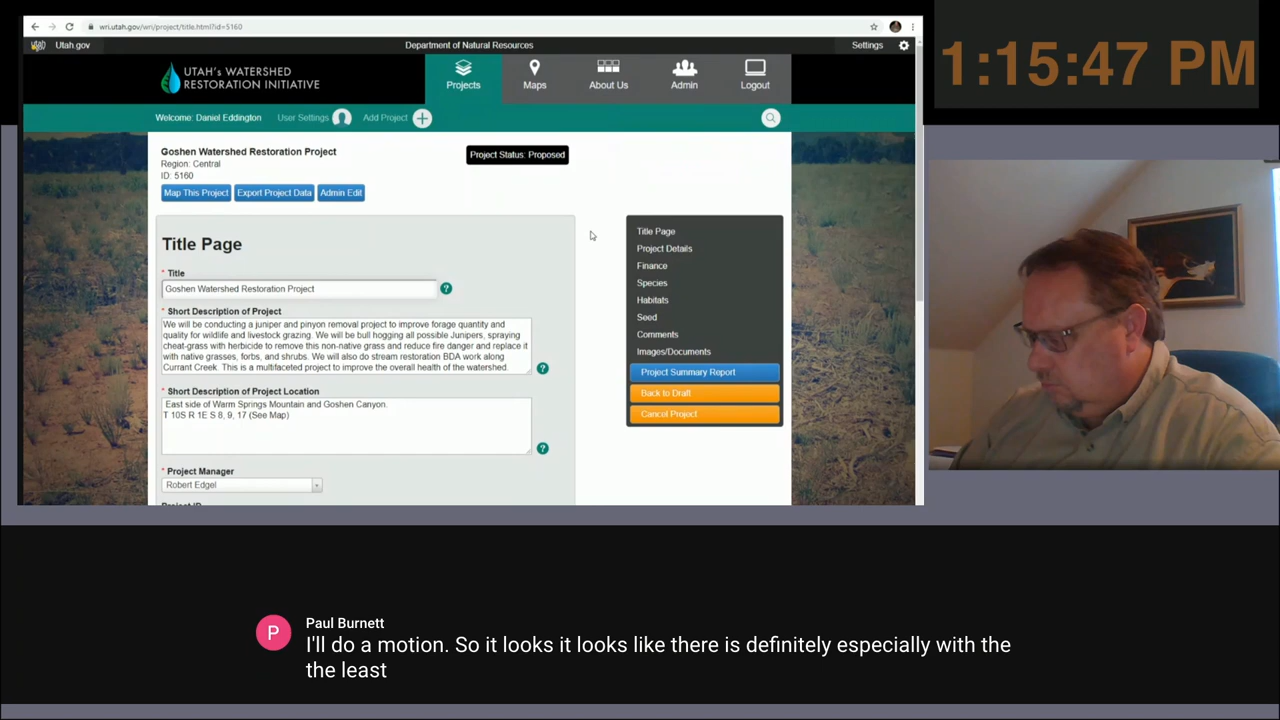 wri.utah.gov/wri/project/title.html?id=5160
1:15:47 PM
Utah.gov
Department of Natural Resources
Settings
UTAH's WATERSHED
RESTORATION INITIATIVE
Projects
Maps
About Us
Admin
Logout
Welcome: Daniel Eddington
User Settings
Add Project
Goshen Watershed Restoration Project
Region: Central
ID: 5160
Project Status: Proposed
Map This Project
Export Project Data
Admin Edit
Title Page
* Title
Goshen Watershed Restoration Project
?
* Short Description of Project
We will be conducting a juniper and pinyon removal project to improve forage quantity and
quality for wildlife and livestock grazing. We will be bull hogging all possible Junipers, spraying
cheat-grass with herbicide to remove this non-native grass and reduce fire danger and replace it
with native grasses, forbs, and shrubs. We will also do stream restoration BDA work along
Currant Creek. This is a multifaceted project to improve the overall health of the watershed.
?
* Short Description of Project Location
East side of Warm Springs Mountain and Goshen Canyon.
T 10S R 1E S 8, 9, 17 (See Map)
?
* Project Manager
Robert Edgel
Project ID
Title Page
Project Details
Finance
Species
Habitats
Seed
Comments
Images/Documents
Project Summary Report
Back to Draft
Cancel Project
P
Paul Burnett
I'll do a motion. So it looks it looks like there is definitely especially with the
the least